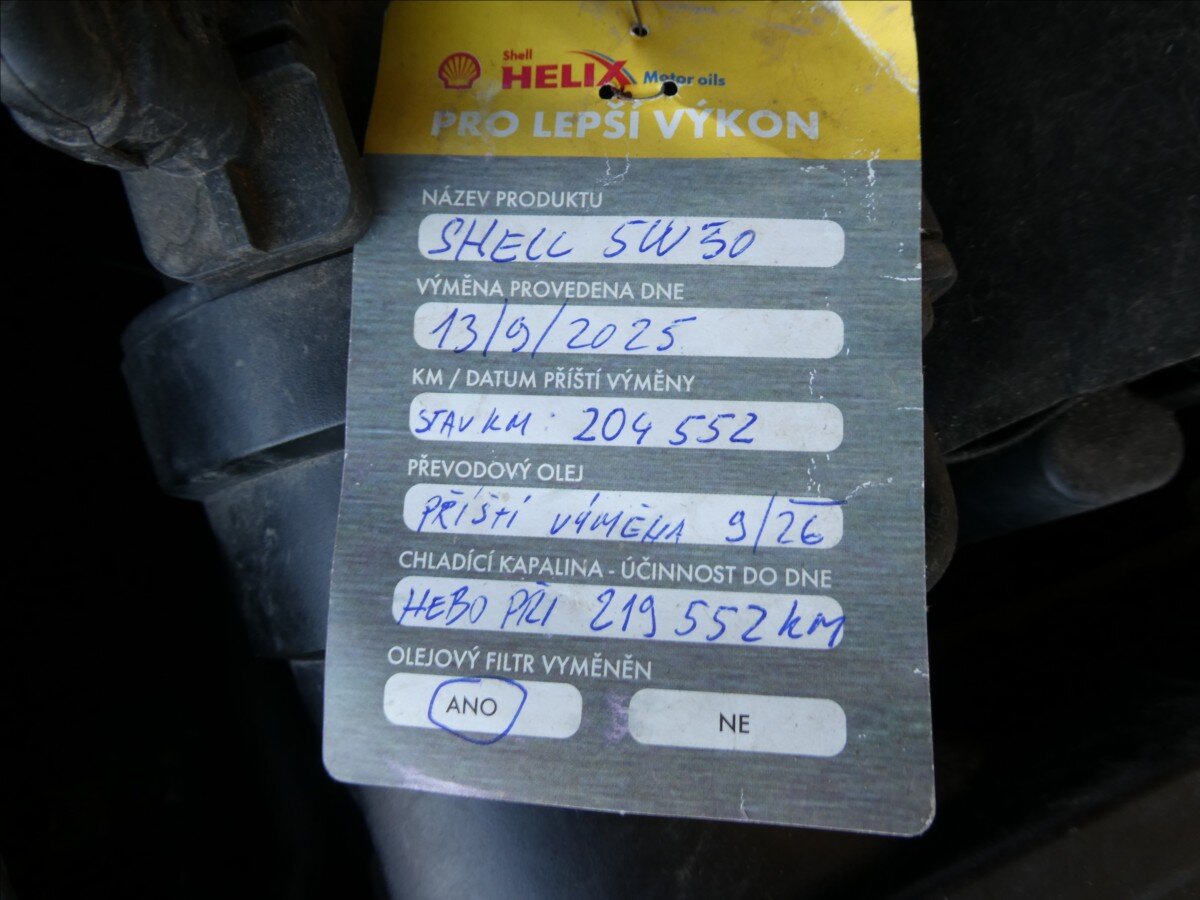 Shell
HELIX Motor oils
PRO LEPŠÍ VÝKON
NÁZEV PRODUKTU
SHELL 5W30
VÝMĚNA PROVEDENA DNE
13/9/2025
KM / DATUM PŘÍŠTÍ VÝMĚNY
STAV KM: 204 552
PŘEVODOVÝ OLEJ
PŘÍŠTÍ VÝMĚNA 9/26
CHLADÍCÍ KAPALINA - ÚČINNOST DO DNE
NEBO PŘI 219 552 KM
OLEJOVÝ FILTR VYMĚNĚN
ANO NE